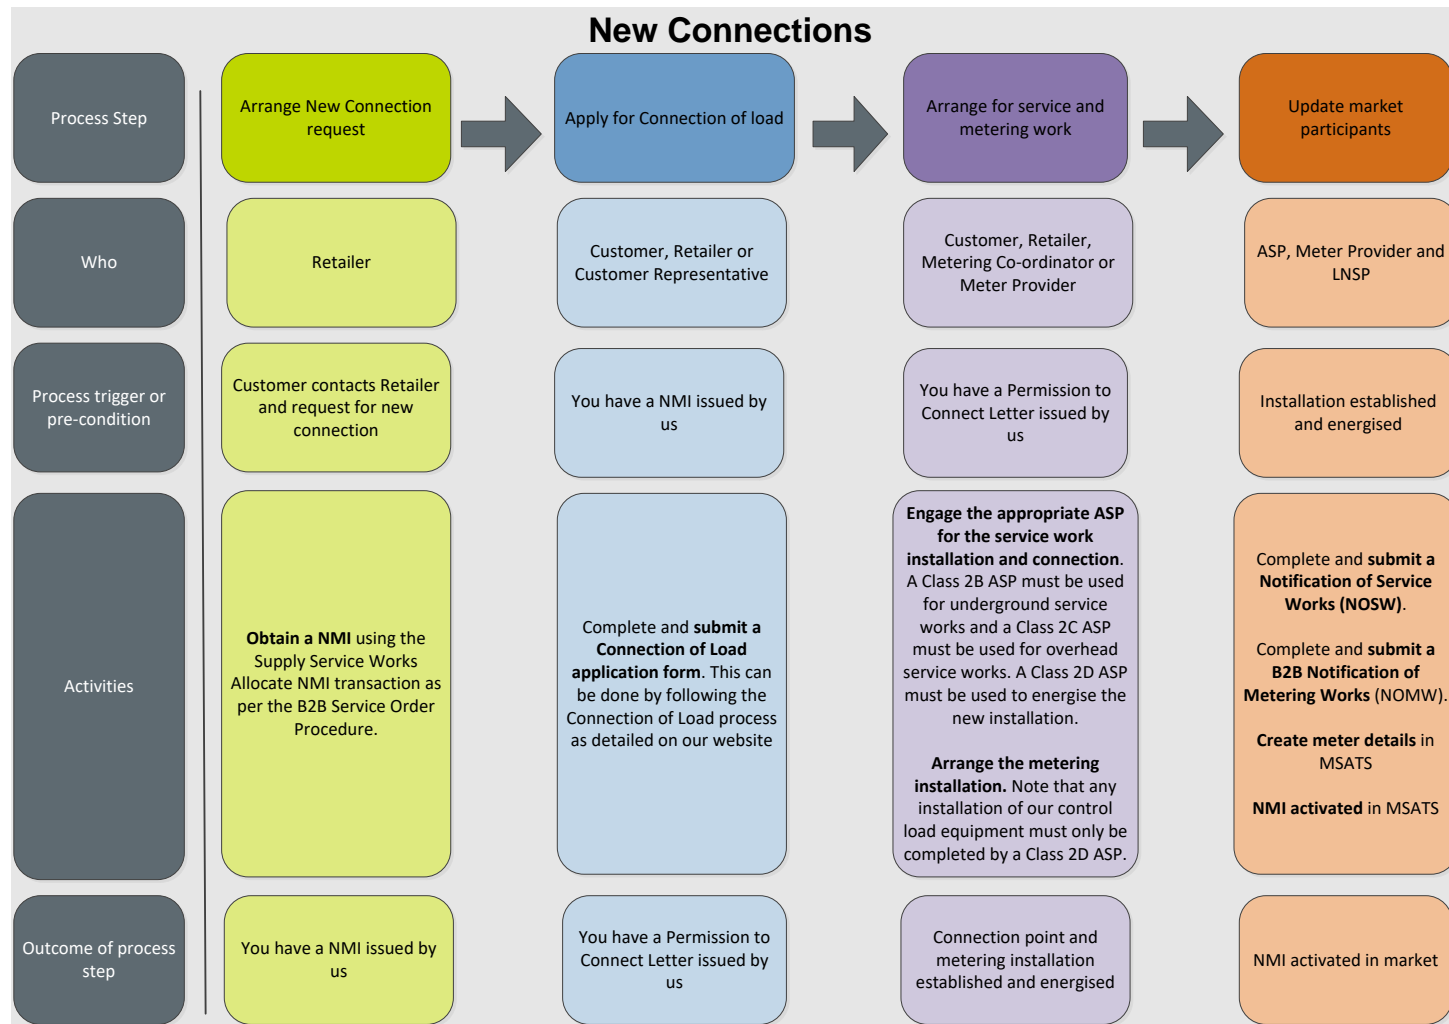 New Connections
Process Step
Arrange New Connection
request
Apply for Connection of load
Arrange for service and
metering work
Update market
participants
Who
Retailer
Customer, Retailer or
Customer Representative
Customer, Retailer,
Metering Co-ordinator or
Meter Provider
ASP, Meter Provider and
LNSP
Process trigger or
pre-condition
Customer contacts Retailer
and request for new
connection
You have a NMI issued by
us
You have a Permission to
Connect Letter issued by
us
Installation established
and energised
Activities
Obtain a NMI using the
Supply Service Works
Allocate NMI transaction as
per the B2B Service Order
Procedure.
Complete and submit a
Connection of Load
application form. This can
be done by following the
Connection of Load process
as detailed on our website
Engage the appropriate ASP
for the service work
installation and connection.
A Class 2B ASP must be used
for underground service
works and a Class 2C ASP
must be used for overhead
service works. A Class 2D ASP
must be used to energise the
new installation.
Arrange the metering
installation. Note that any
installation of our control
load equipment must only be
completed by a Class 2D ASP.
Complete and submit a
Notification of Service
Works (NOSW).
Complete and submit a
B2B Notification of
Metering Works (NOMW).
Create meter details in
MSATS
NMI activated in MSATS
Outcome of process
step
You have a NMI issued by
us
You have a Permission to
Connect Letter issued by
us
Connection point and
metering installation
established and energised
NMI activated in market